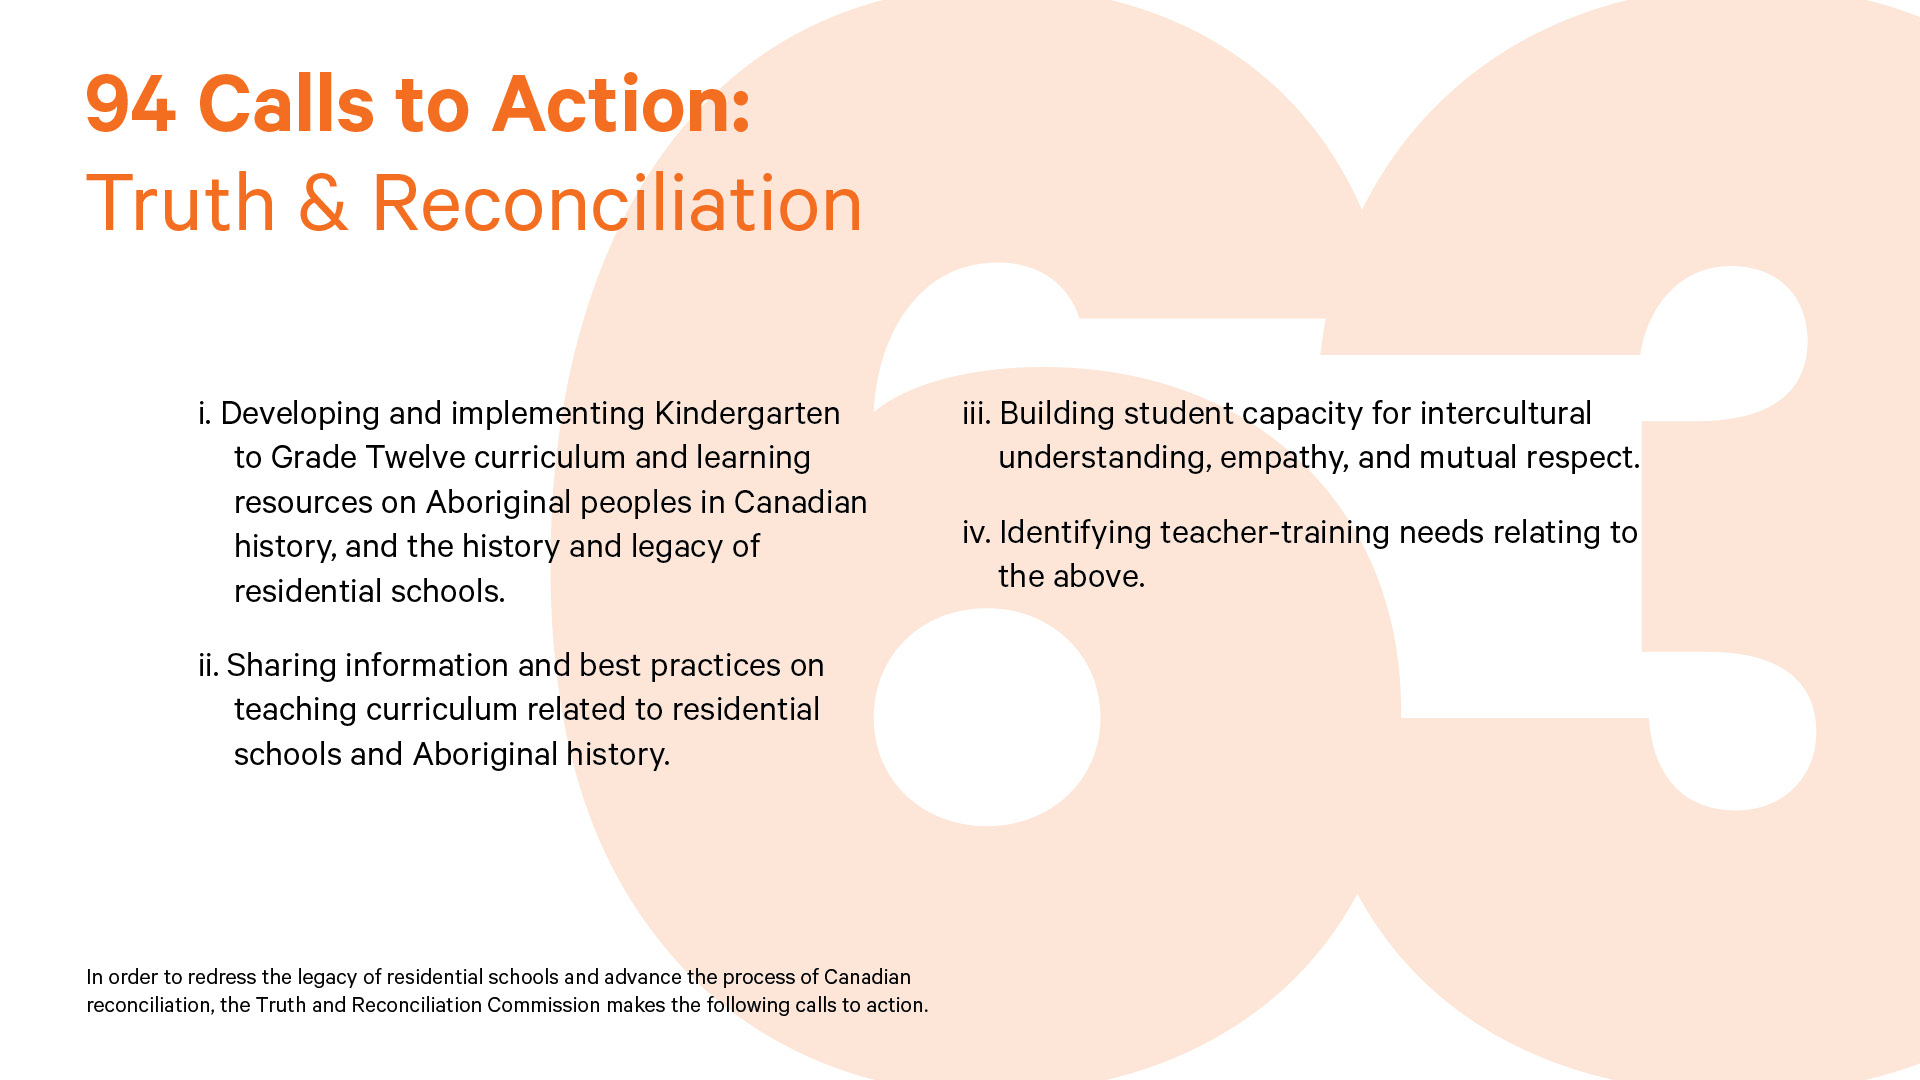 94 Calls to Action:
Truth & Reconciliation
63
i. Developing and implementing Kindergarten
to Grade Twelve curriculum and learning
resources on Aboriginal peoples in Canadian
history, and the history and legacy of
residential schools.
ii. Sharing information and best practices on
teaching curriculum related to residential
schools and Aboriginal history.
iii. Building student capacity for intercultural
understanding, empathy, and mutual respect.
iv. Identifying teacher-training needs relating to
the above.
In order to redress the legacy of residential schools and advance the process of Canadian
reconciliation, the Truth and Reconciliation Commission makes the following calls to action.